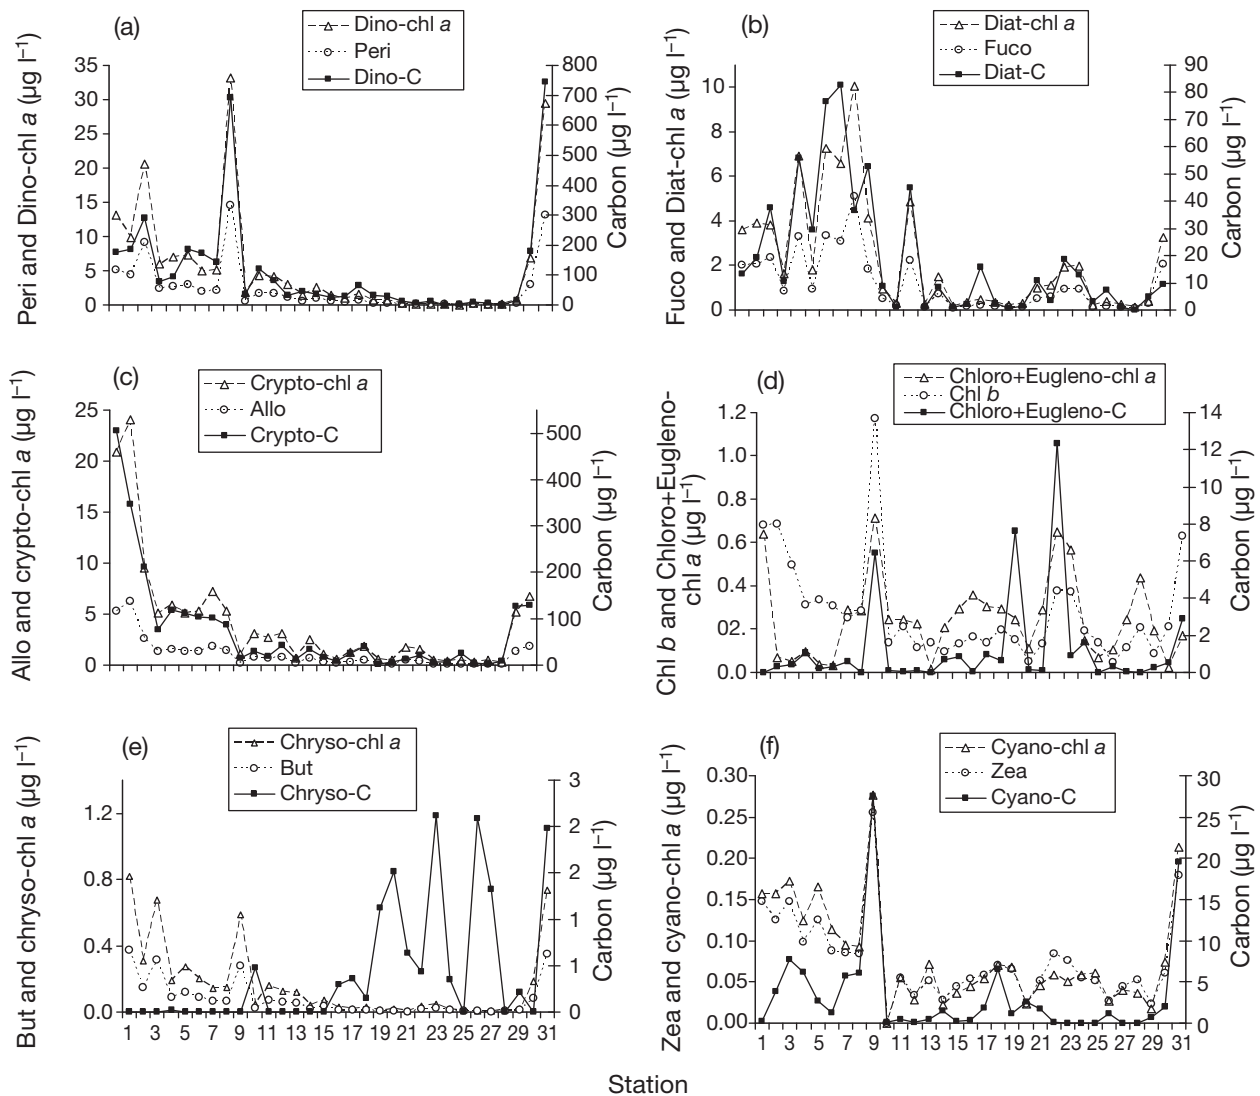 (a)
Dino-chl a
Peri
Dino-C
Peri and Dino-chl a (µg l–1)
35
30
25
20
15
10
5
0
800
700
600
500
400
300
200
100
0
Carbon (µg l–1)
(b)
Diat-chl a
Fuco
Diat-C
Fuco and Diat-chl a (µg l–1)
10
8
6
4
2
0
90
80
70
60
50
40
30
20
10
0
Carbon (µg l–1)
(c)
Crypto-chl a
Allo
Crypto-C
Allo and crypto-chl a (µg l–1)
25
20
15
10
5
0
500
400
300
200
100
0
Carbon (µg l–1)
(d)
Chloro+Eugleno-chl a
Chl b
Chloro+Eugleno-C
Chl b and Chloro+Eugleno-
chl a (µg l–1)
1.2
1.0
0.8
0.6
0.4
02.
0.0
14
12
10
8
6
4
2
0
Carbon (µg l–1)
(e)
Chryso-chl a
But
Chryso-C
But and chryso-chl a (µg l–1)
1.2
0.8
0.4
0.0
3
2
2
1
1
0
Carbon (µg l–1)
1 3 5 7 9 11 13 15 17 19 21 23 25 27 29 31
(f)
Cyano-chl a
Zea
Cyano-C
Zea and cyano-chl a (µg l–1)
0.30
0.25
0.20
0.15
0.10
0.05
0.00
30
25
20
15
10
5
0
Carbon (µg l–1)
1 3 5 7 9 11 13 15 17 19 21 23 25 27 29 31
Station